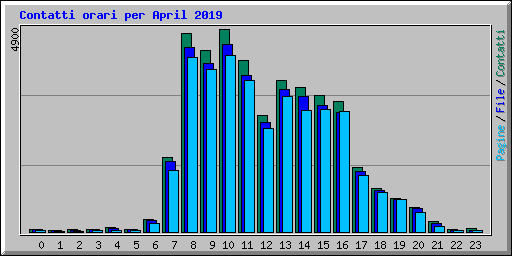 Contatti orari per April 2019
4900
Pagine / File / Contatti
0 1 2 3 4 5 6 7 8 9 10 11 12 13 14 15 16 17 18 19 20 21 22 23